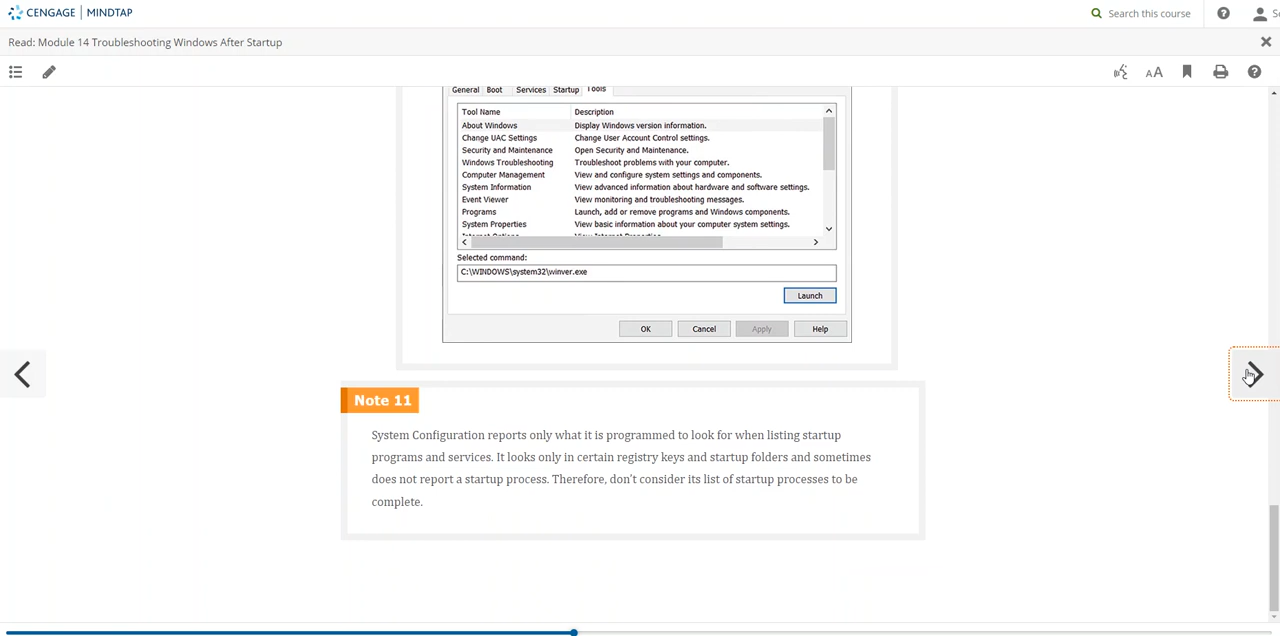 CENGAGE | MINDTAP
Search this course
Read: Module 14 Troubleshooting Windows After Startup
AA
General Boot Services Startup Tools
Tool Name Description
About Windows Display Windows version information.
Change UAC Settings Change User Account Control settings.
Security and Maintenance Open Security and Maintenance.
Windows Troubleshooting Troubleshoot problems with your computer.
Computer Management View and configure system settings and components.
System Information View advanced information about hardware and software settings.
Event Viewer View monitoring and troubleshooting messages.
Programs Launch, add or remove programs and Windows components.
System Properties View basic information about your computer system settings.
Selected command:
C:\WINDOWS\system32\winver.exe
Launch
OK Cancel Apply Help
Note 11
System Configuration reports only what it is programmed to look for when listing startup
programs and services. It looks only in certain registry keys and startup folders and sometimes
does not report a startup process. Therefore, don't consider its list of startup processes to be
complete.